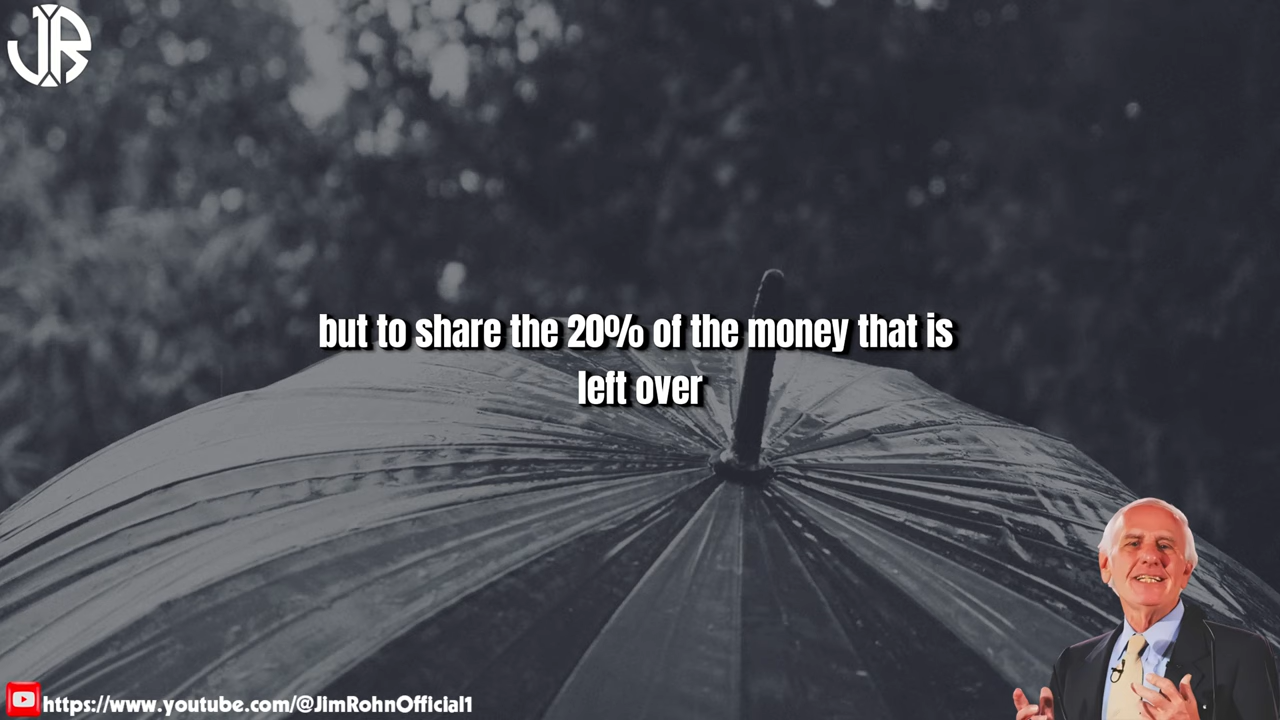 JR
but to share the 20% of the money that is
left over
https://www.youtube.com/@JimRohnOfficial1